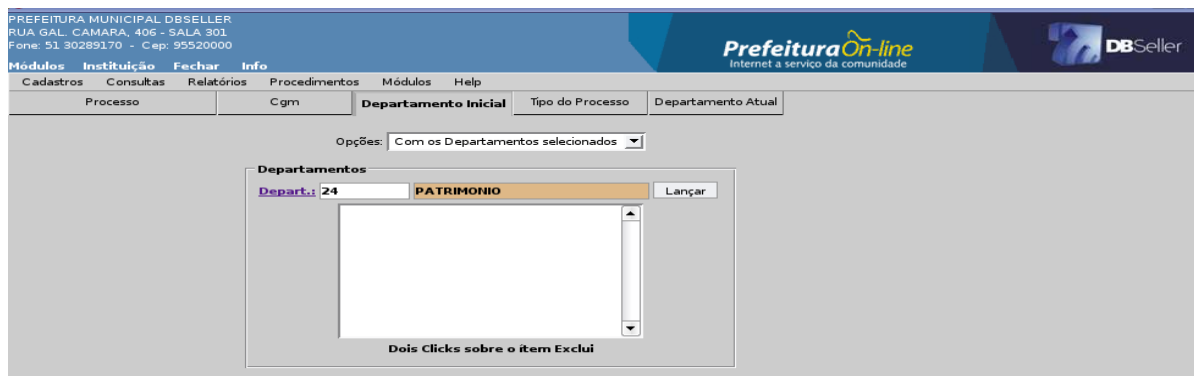 PREFEITURA MUNICIPAL DBSELLER
RUA GAL. CAMARA, 406 - SALA 301
Fone: 51 30289170 - Cep: 95520000
Módulos Instituição Fechar Info
Prefeitura On-line
Internet a serviço da comunidade
DBSeller
Cadastros Consultas Relatórios Procedimentos Módulos Help
Processo Cgm Departamento Inicial Tipo do Processo Departamento Atual
Opções: Com os Departamentos selecionados
Departamentos
Depart.: 24 PATRIMONIO Lançar
Dois Clicks sobre o ítem Exclui